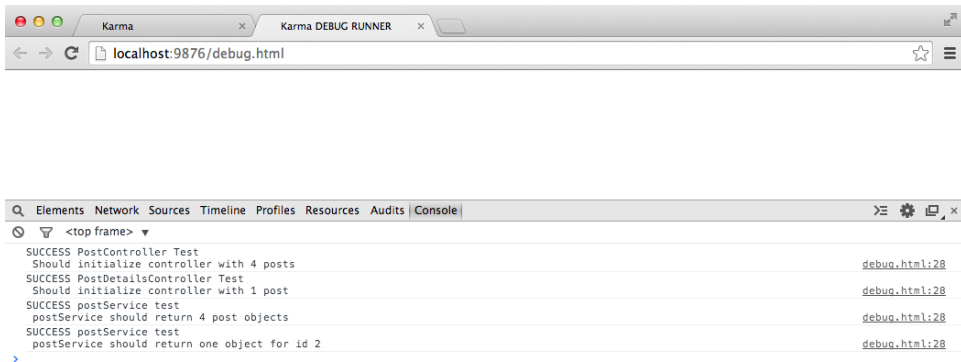 Karma × Karma DEBUG RUNNER ×
localhost:9876/debug.html
Elements Network Sources Timeline Profiles Resources Audits Console
<top frame> ▼
SUCCESS PostController Test
Should initialize controller with 4 posts debug.html:28
SUCCESS PostDetailsController Test
Should initialize controller with 1 post debug.html:28
SUCCESS postService test
postService should return 4 post objects debug.html:28
SUCCESS postService test
postService should return one object for id 2 debug.html:28